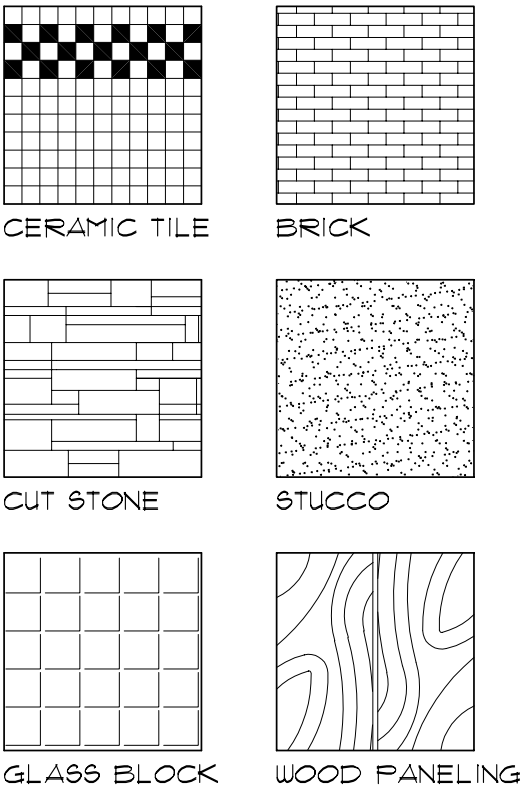 CERAMIC TILE
BRICK
CUT STONE
STUCCO
GLASS BLOCK
WOOD PANELING